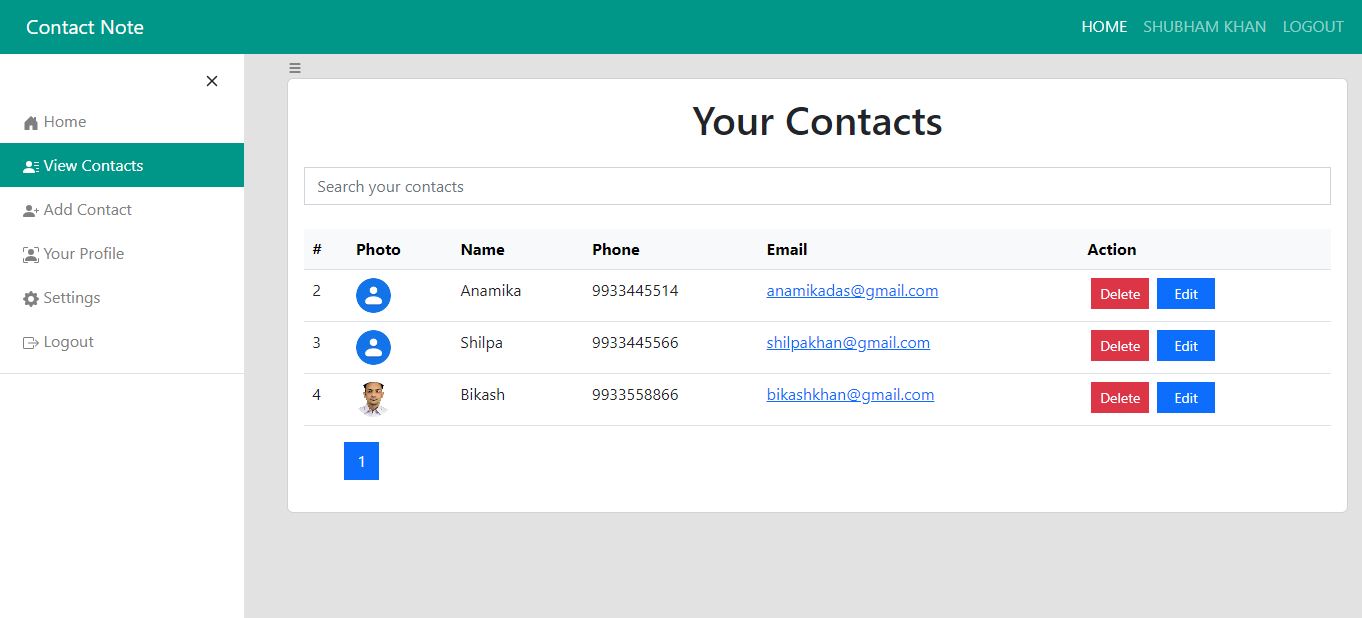 Contact Note HOME SHUBHAM KHAN LOGOUT
Home
View Contacts
Add Contact
Your Profile
Settings
Logout
Your Contacts
Search your contacts
# Photo Name Phone Email Action
2 Anamika 9933445514 anamikadas@gmail.com Delete Edit
3 Shilpa 9933445566 shilpakhan@gmail.com Delete Edit
4 Bikash 9933558866 bikashkhan@gmail.com Delete Edit
1